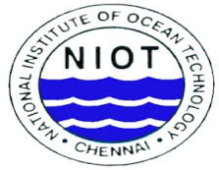 NATIONAL INSTITUTE OF OCEAN TECHNOLOGY
NIOT
• CHENNAI •